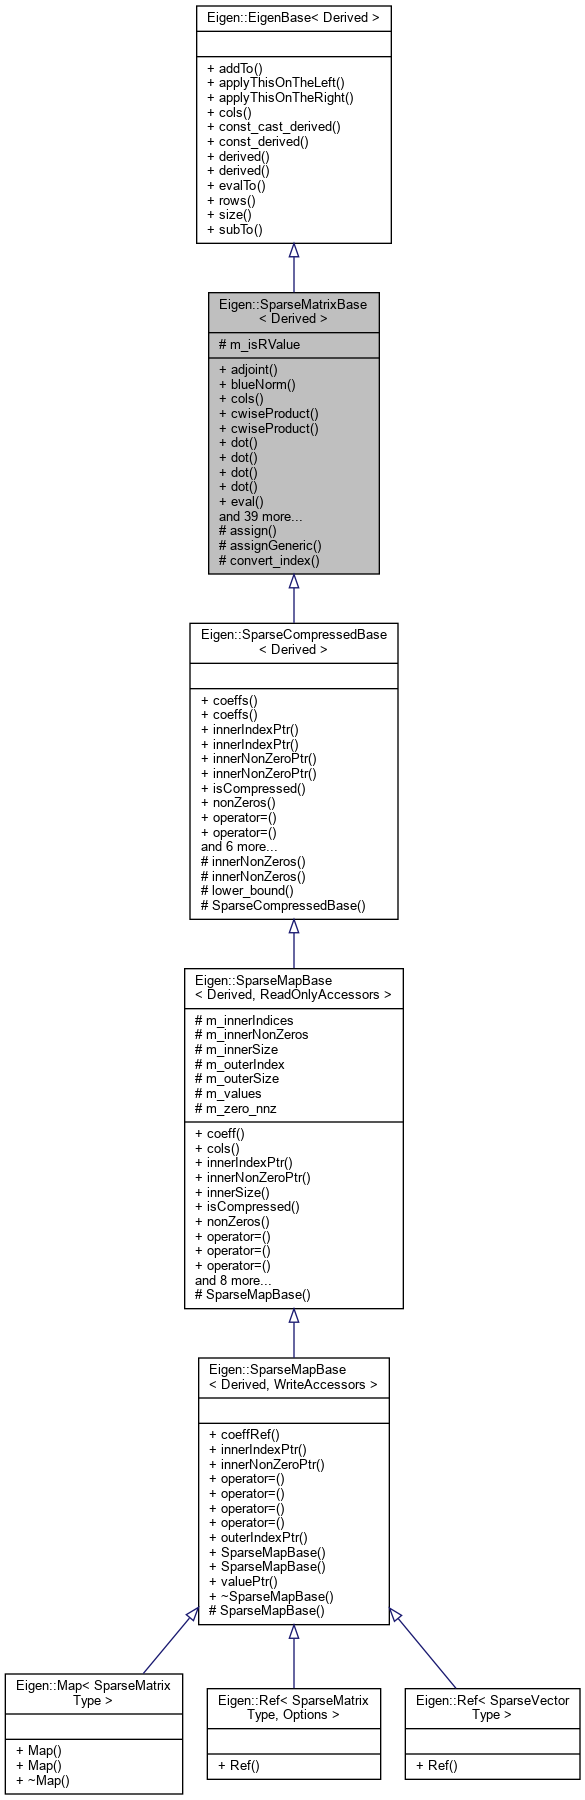 Eigen::EigenBase< Derived >
+ addTo()
+ applyThisOnTheLeft()
+ applyThisOnTheRight()
+ cols()
+ const_cast_derived()
+ const_derived()
+ derived()
+ derived()
+ evalTo()
+ rows()
+ size()
+ subTo()
Eigen::SparseMatrixBase
< Derived >
# m_isRValue
+ adjoint()
+ blueNorm()
+ cols()
+ cwiseProduct()
+ cwiseProduct()
+ dot()
+ dot()
+ dot()
+ dot()
+ eval()
and 39 more...
# assign()
# assignGeneric()
# convert_index()
Eigen::SparseCompressedBase
< Derived >
+ coeffs()
+ coeffs()
+ innerIndexPtr()
+ innerIndexPtr()
+ innerNonZeroPtr()
+ innerNonZeroPtr()
+ isCompressed()
+ nonZeros()
+ operator=()
+ operator=()
and 6 more...
# innerNonZeros()
# innerNonZeros()
# lower_bound()
# SparseCompressedBase()
Eigen::SparseMapBase
< Derived, ReadOnlyAccessors >
# m_innerIndices
# m_innerNonZeros
# m_innerSize
# m_outerIndex
# m_outerSize
# m_values
# m_zero_nnz
+ coeff()
+ cols()
+ innerIndexPtr()
+ innerNonZeroPtr()
+ innerSize()
+ isCompressed()
+ nonZeros()
+ operator=()
+ operator=()
+ operator=()
and 8 more...
# SparseMapBase()
Eigen::SparseMapBase
< Derived, WriteAccessors >
+ coeffRef()
+ innerIndexPtr()
+ innerNonZeroPtr()
+ operator=()
+ operator=()
+ operator=()
+ operator=()
+ outerIndexPtr()
+ SparseMapBase()
+ SparseMapBase()
+ valuePtr()
+ ~SparseMapBase()
# SparseMapBase()
Eigen::Map< SparseMatrix
Type >
+ Map()
+ Map()
+ ~Map()
Eigen::Ref< SparseMatrix
Type, Options >
+ Ref()
Eigen::Ref< SparseVector
Type >
+ Ref()